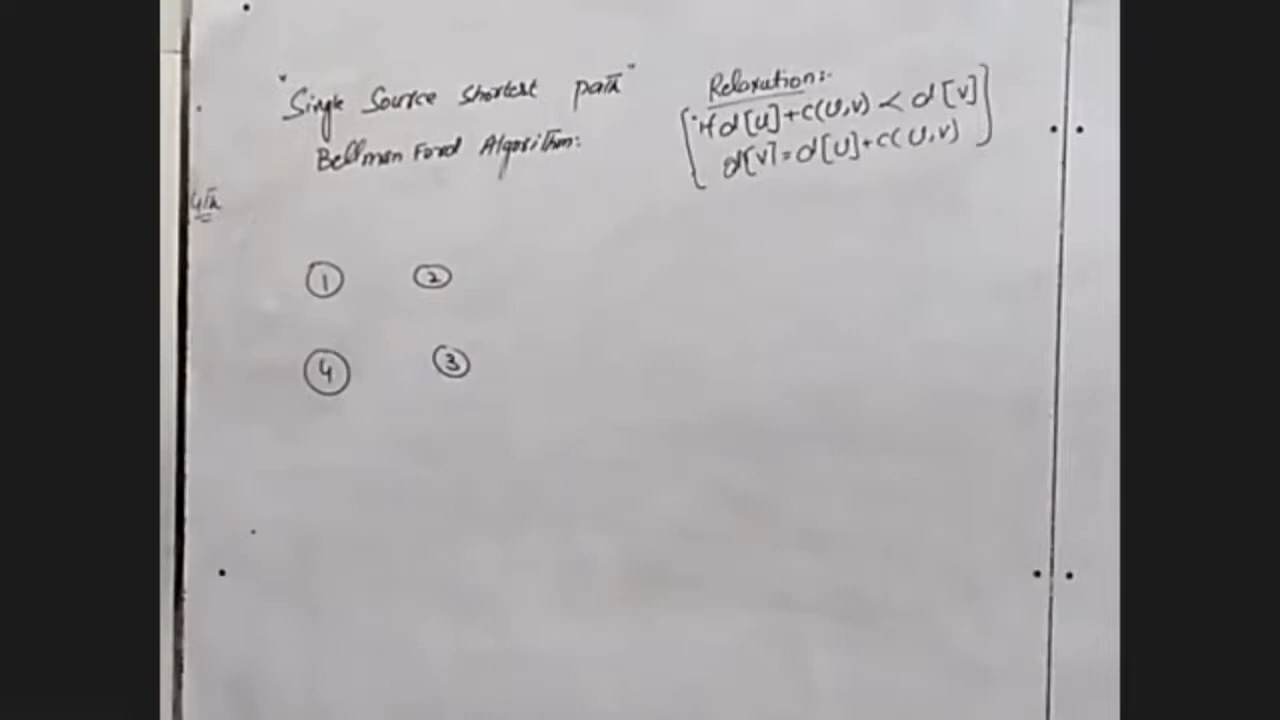 "Single Source Shortest path"
Bellman Ford Algorithm:
Relaxation:-
if d[u]+c(u,v) < d[v]
d[v]=d[u]+c(u,v)
1 2
4 3